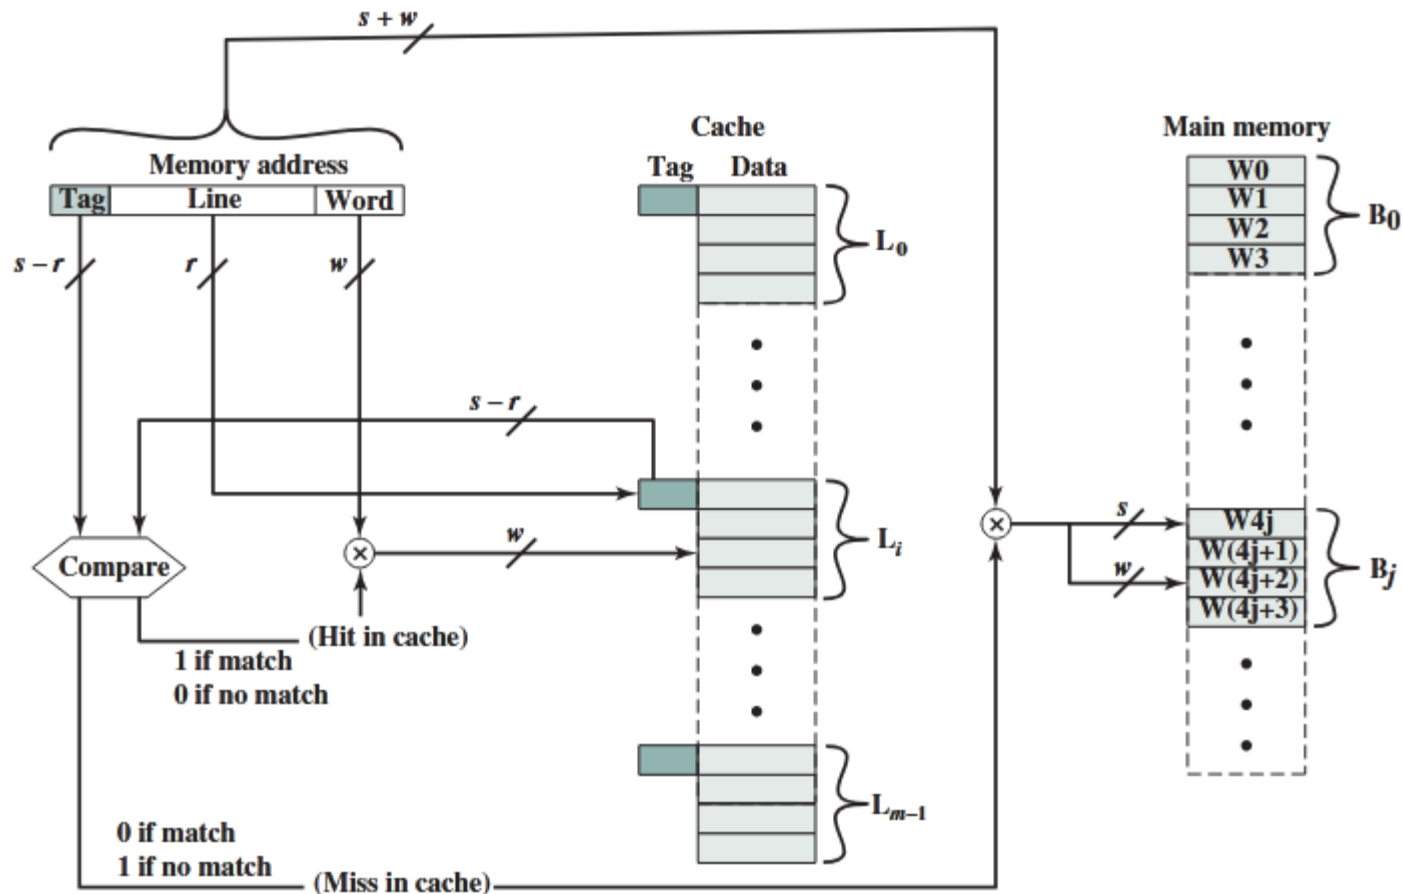 s + w
Cache
Main memory
Memory address
Tag Data
Tag Line Word
W0
W1
W2
W3
B0
L0
s – r r w
s – r
s
w
W4j
W(4j+1)
W(4j+2)
W(4j+3)
Bj
Li
w
Compare
(Hit in cache)
1 if match
0 if no match
Lm–1
0 if match
1 if no match
(Miss in cache)